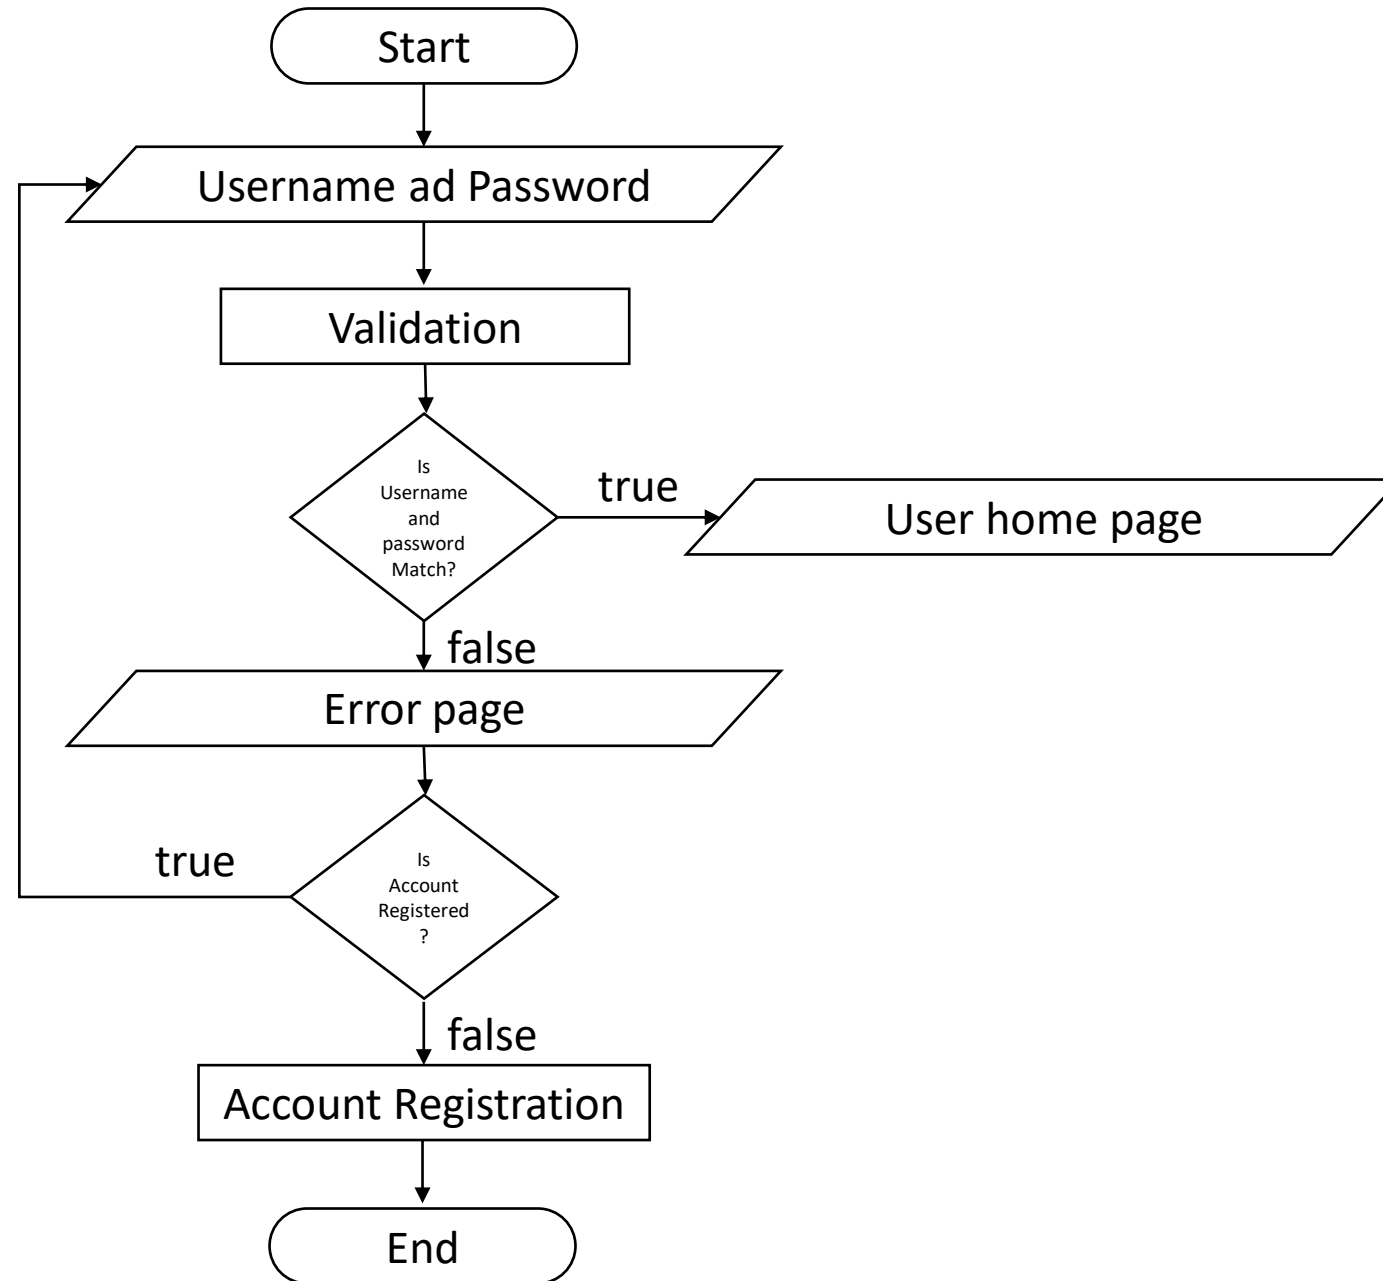 Start
Username ad Password
Validation
Is
Username
and
password
Match?
true
User home page
false
Error page
true
Is
Account
Registered
?
false
Account Registration
End